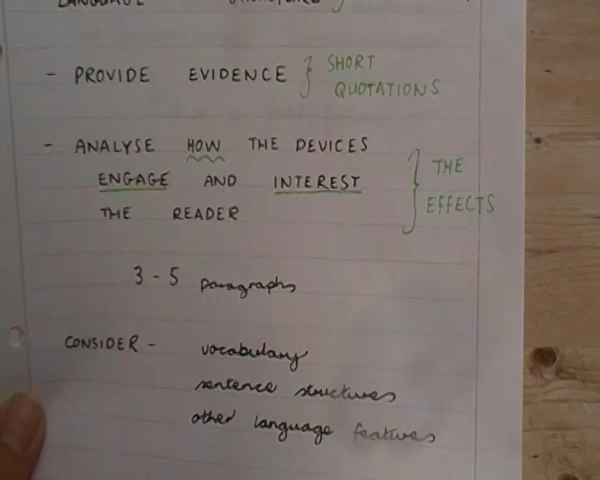 LANGUAGE
- PROVIDE EVIDENCE } SHORT
QUOTATIONS
- ANALYSE HOW THE DEVICES
ENGAGE AND INTEREST
THE READER
} THE
EFFECTS
3 - 5 paragraphs
CONSIDER - vocabulary
sentence structures
other language features